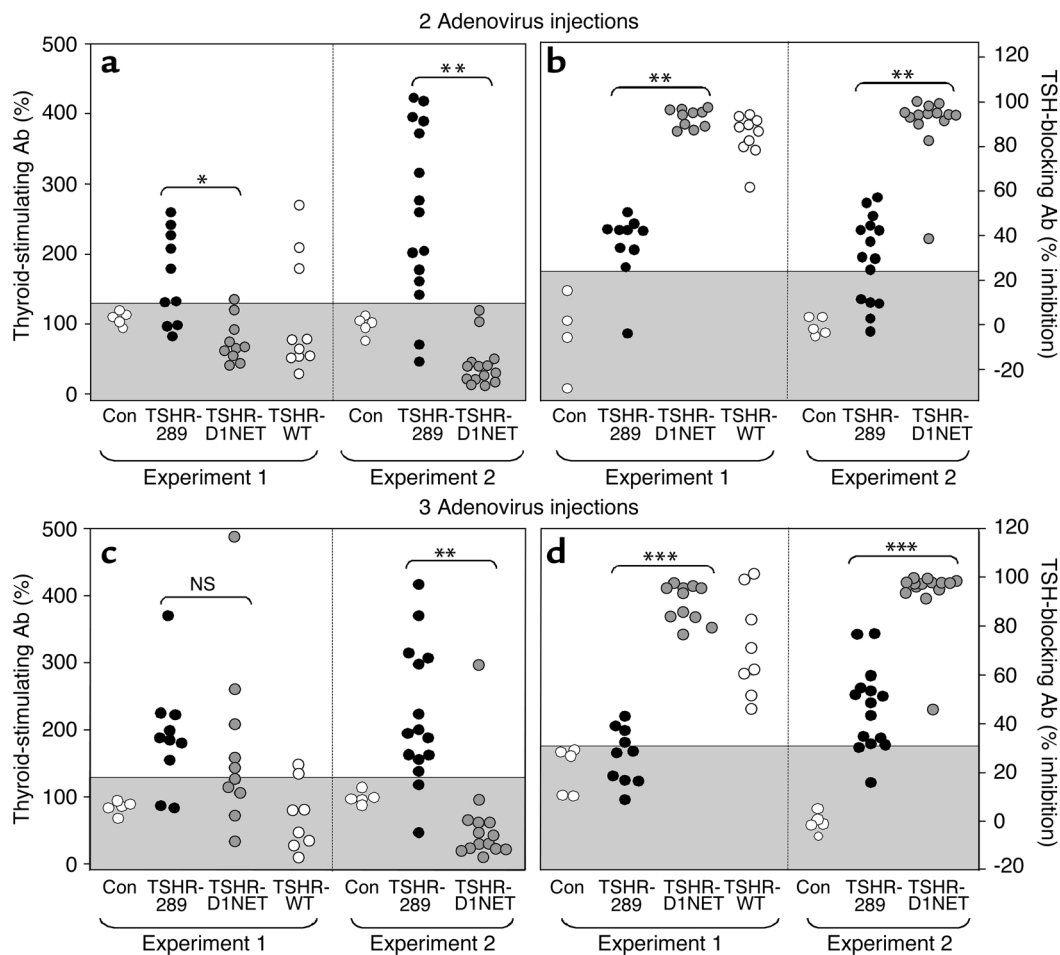 2 Adenovirus injections
a
Thyroid-stimulating Ab (%)
500
400
300
200
100
0
*
**
Con
TSHR-
289
TSHR-
D1NET
TSHR-
WT
Con
TSHR-
289
TSHR-
D1NET
Experiment 1
Experiment 2
b
TSH-blocking Ab (% inhibition)
120
100
80
60
40
20
0
-20
**
**
Con
TSHR-
289
TSHR-
D1NET
TSHR-
WT
Con
TSHR-
289
TSHR-
D1NET
Experiment 1
Experiment 2
3 Adenovirus injections
c
Thyroid-stimulating Ab (%)
500
400
300
200
100
0
NS
**
Con
TSHR-
289
TSHR-
D1NET
TSHR-
WT
Con
TSHR-
289
TSHR-
D1NET
Experiment 1
Experiment 2
d
TSH-blocking Ab (% inhibition)
120
100
80
60
40
20
0
-20
***
***
Con
TSHR-
289
TSHR-
D1NET
TSHR-
WT
Con
TSHR-
289
TSHR-
D1NET
Experiment 1
Experiment 2